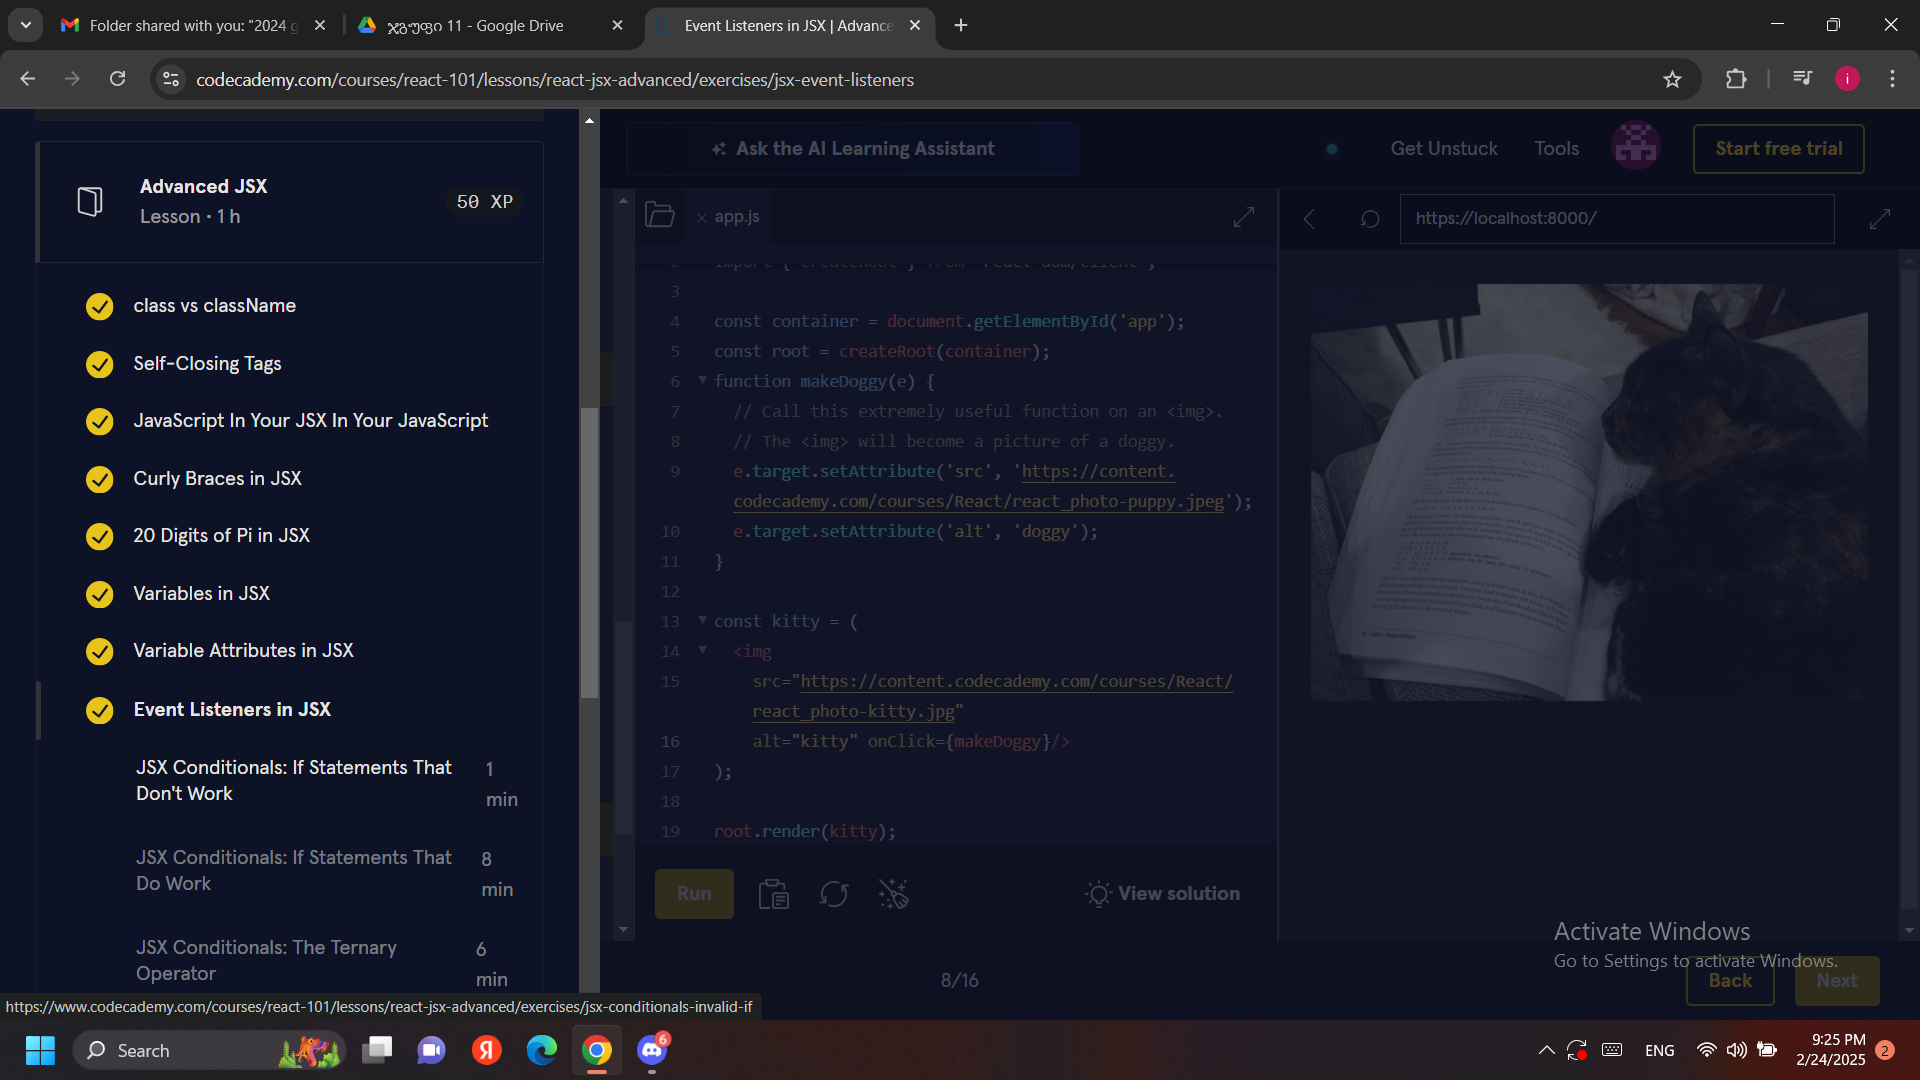 Folder shared with you: "2024 g
ჯგუფი 11 - Google Drive
Event Listeners in JSX | Advance
codecademy.com/courses/react-101/lessons/react-jsx-advanced/exercises/jsx-event-listeners
i
Advanced JSX
Lesson • 1 h
50 XP
class vs className
Self-Closing Tags
JavaScript In Your JSX In Your JavaScript
Curly Braces in JSX
20 Digits of Pi in JSX
Variables in JSX
Variable Attributes in JSX
Event Listeners in JSX
JSX Conditionals: If Statements That Don't Work
1 min
JSX Conditionals: If Statements That Do Work
8 min
JSX Conditionals: The Ternary Operator
6 min
https://www.codecademy.com/courses/react-101/lessons/react-jsx-advanced/exercises/jsx-conditionals-invalid-if
Ask the AI Learning Assistant
Get Unstuck
Tools
Start free trial
app.js
2 import { createRoot } from 'react-dom/client';
3
4 const container = document.getElementById('app');
5 const root = createRoot(container);
6 function makeDoggy(e) {
7 // Call this extremely useful function on an <img>.
8 // The <img> will become a picture of a doggy.
9 e.target.setAttribute('src', 'https://content.
codecademy.com/courses/React/react_photo-puppy.jpeg');
10 e.target.setAttribute('alt', 'doggy');
11 }
12
13 const kitty = (
14 <img
15 src="https://content.codecademy.com/courses/React/
react_photo-kitty.jpg"
16 alt="kitty" onClick={makeDoggy}/>
17 );
18
19 root.render(kitty);
Run
View solution
https://localhost:8000/
8/16
Back
Next
Activate Windows
Go to Settings to activate Windows.
Search
Я
6
ENG
9:25 PM
2/24/2025
2